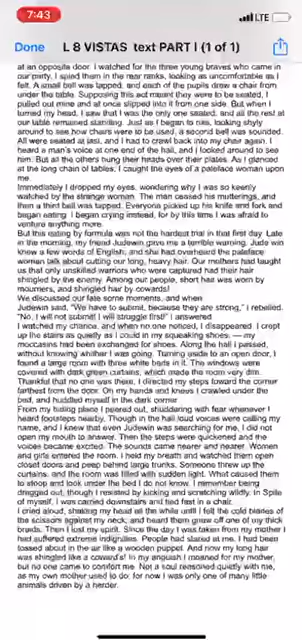 7:43
LTE
Done L 8 VISTAS text PART I (1 of 1)
at an opposite door. I watched for the three young braves who came in
our party. I spied them in the rear ranks, looking as uncomfortable as I
felt. A small bell was tapped, and each of the pupils drew a chair from
under the table. Supposing this act meant they were to be seated, I
pulled out mine and at once slipped into it from one side. But when I
turned my head, I saw that I was the only one seated, and all the rest at
our table remained standing. Just as I began to rise, looking shyly
around to see how chairs were to be used, a second bell was sounded.
All were seated at last, and I had to crawl back into my chair again. I
heard a man's voice at one end of the hall, and I looked around to see
him. But all the others hung their heads over their plates. As I glanced
at the long chain of tables, I caught the eyes of a paleface woman upon
me.
Immediately I dropped my eyes, wondering why I was so keenly
watched by the strange woman. The man ceased his mutterings, and
then a third bell was tapped. Everyone picked up his knife and fork and
began eating. I began crying instead, for by this time I was afraid to
venture anything more.
But this eating by formula was not the hardest trial in that first day. Late
in the morning, my friend Judewin gave me a terrible warning. Judewin
knew a few words of English; and she had overheard the paleface
woman talk about cutting our long, heavy hair. Our mothers had taught
us that only unskilled warriors who were captured had their hair
shingled by the enemy. Among our people, short hair was worn by
mourners, and shingled hair by cowards!
We discussed our fate some moments, and when
Judewin said, "We have to submit, because they are strong," I rebelled.
"No, I will not submit! I will struggle first!" I answered
I watched my chance, and when no one noticed, I disappeared. I crept
up the stairs as quietly as I could in my squeaking shoes, — my
moccasins had been exchanged for shoes. Along the hall I passed,
without knowing whither I was going. Turning aside to an open door, I
found a large room with three white beds in it. The windows were
covered with dark green curtains, which made the room very dim.
Thankful that no one was there, I directed my steps toward the corner
farthest from the door. On my hands and knees I crawled under the
bed, and huddled myself in the dark corner
From my hiding place I peered out, shuddering with fear whenever I
heard footsteps nearby. Though in the hall loud voices were calling my
name, and I knew that even Judewin was searching for me, I did not
open my mouth to answer. Then the steps were quickened and the
voices became excited. The sounds came nearer and nearer. Women
and girls entered the room. I held my breath and watched them open
closet doors and peep behind large trunks. Someone threw up the
curtains, and the room was filled with sudden light. What caused them
to stoop and look under the bed I do not know. I remember being
dragged out, though I resisted by kicking and scratching wildly. In Spite
of myself, I was carried downstairs and tied fast in a chair.
I cried aloud, shaking my head all the while until I felt the cold blades of
the scissors against my neck, and heard them gnaw off one of my thick
braids. Then I lost my spirit. Since the day I was taken from my mother I
had suffered extreme indignities. People had stared at me. I had been
tossed about in the air like a wooden puppet. And now my long hair
was shingled like a coward's! In my anguish I moaned for my mother,
but no one came to comfort me. Not a soul reasoned quietly with me,
as my own mother used to do; for now I was only one of many little
animals driven by a herder.